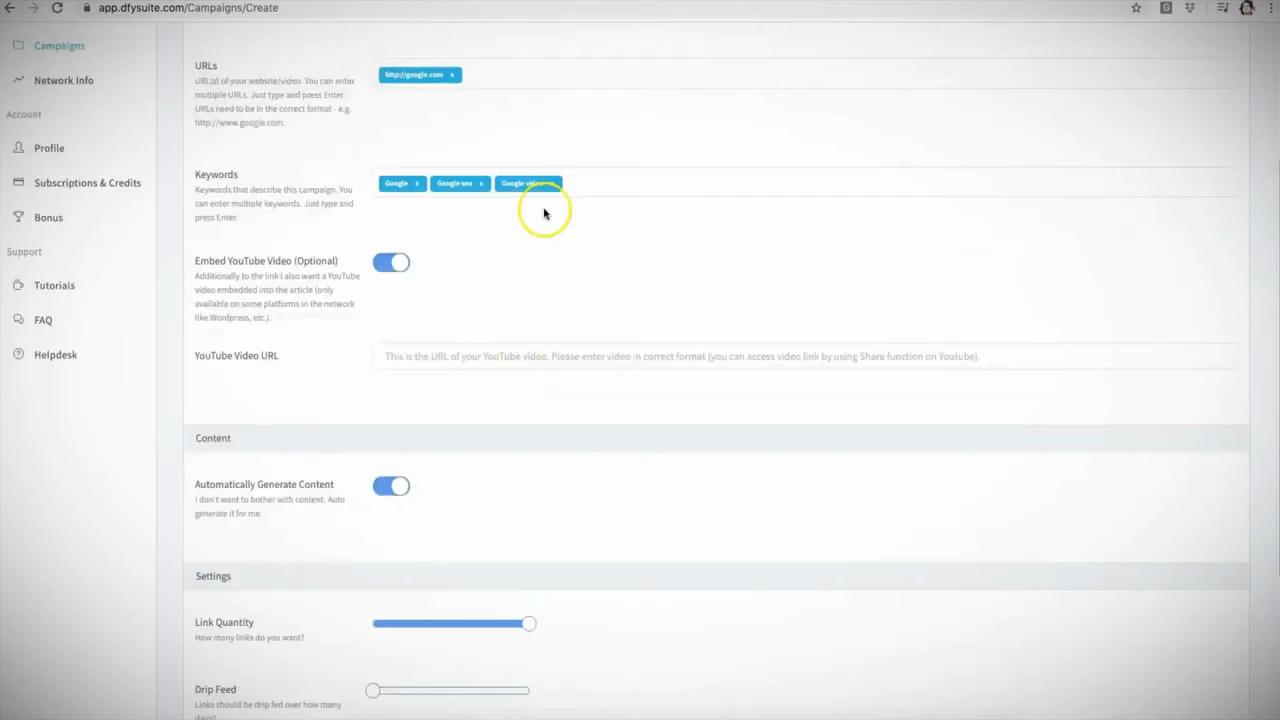 app.dfysuite.com/Campaigns/Create
Campaigns
Network Info
Account
Profile
Subscriptions & Credits
Bonus
Support
Tutorials
FAQ
Helpdesk
URLs
URL(s) of your website/video. You can enter
multiple URLs. Just type and press Enter.
URLs need to be in the correct format - e.g.
http://www.google.com.
http://google.com x
Keywords
Keywords that describe this campaign. You
can enter multiple keywords. Just type and
press Enter.
Google x Google seo x Google video
Embed YouTube Video (Optional)
Additionally to the link I also want a YouTube
video embedded into the article (only
available on some platforms in the network
like Wordpress, etc.).
YouTube Video URL
This is the URL of your YouTube video. Please enter video in correct format (you can access video link by using Share function on Youtube).
Content
Automatically Generate Content
I don't want to bother with content. Auto
generate it for me.
Settings
Link Quantity
How many links do you want?
Drip Feed
Links should be drip fed over how many
days?